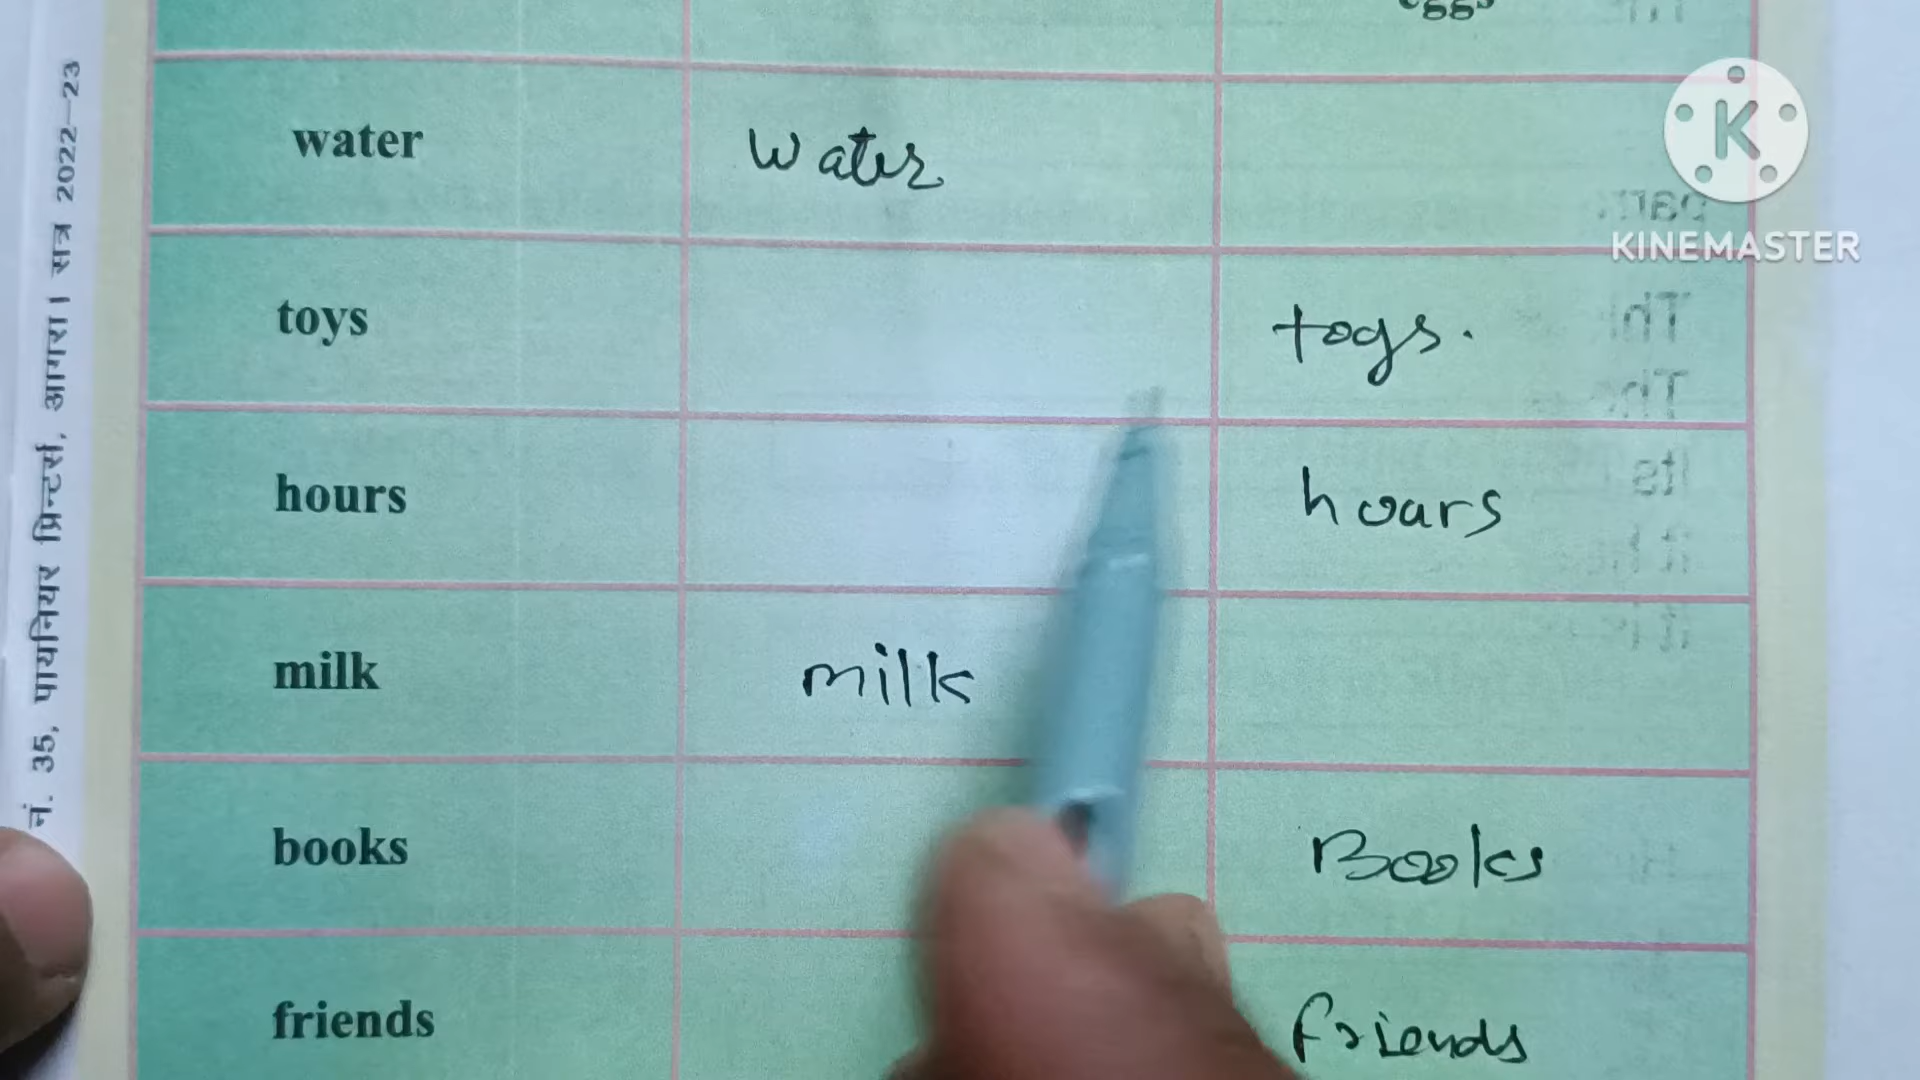 eggs
water water
toys toys.
hours hours
milk milk
books Books
friends friends
KINEMASTER
नं. 35, पायनियर प्रिन्टर्स, आगरा। सत्र 2022–23